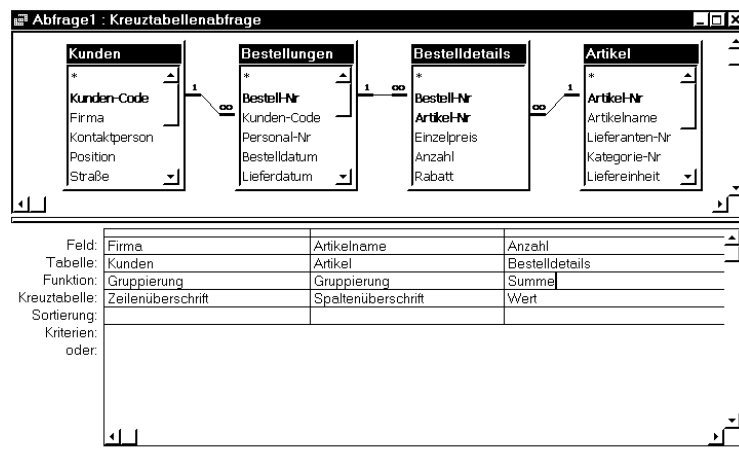 Abfrage1 : Kreuztabellenabfrage
Kunden
*
Kunden-Code
Firma
Kontaktperson
Position
Straße
Bestellungen
*
Bestell-Nr
Kunden-Code
Personal-Nr
Bestelldatum
Lieferdatum
Bestelldetails
*
Bestell-Nr
Artikel-Nr
Einzelpreis
Anzahl
Rabatt
Artikel
*
Artikel-Nr
Artikelname
Lieferanten-Nr
Kategorie-Nr
Liefereinheit
1 ∞ 1 ∞ ∞ 1
Feld: Firma Artikelname Anzahl
Tabelle: Kunden Artikel Bestelldetails
Funktion: Gruppierung Gruppierung Summe
Kreuztabelle: Zeilenüberschrift Spaltenüberschrift Wert
Sortierung:
Kriterien:
oder: